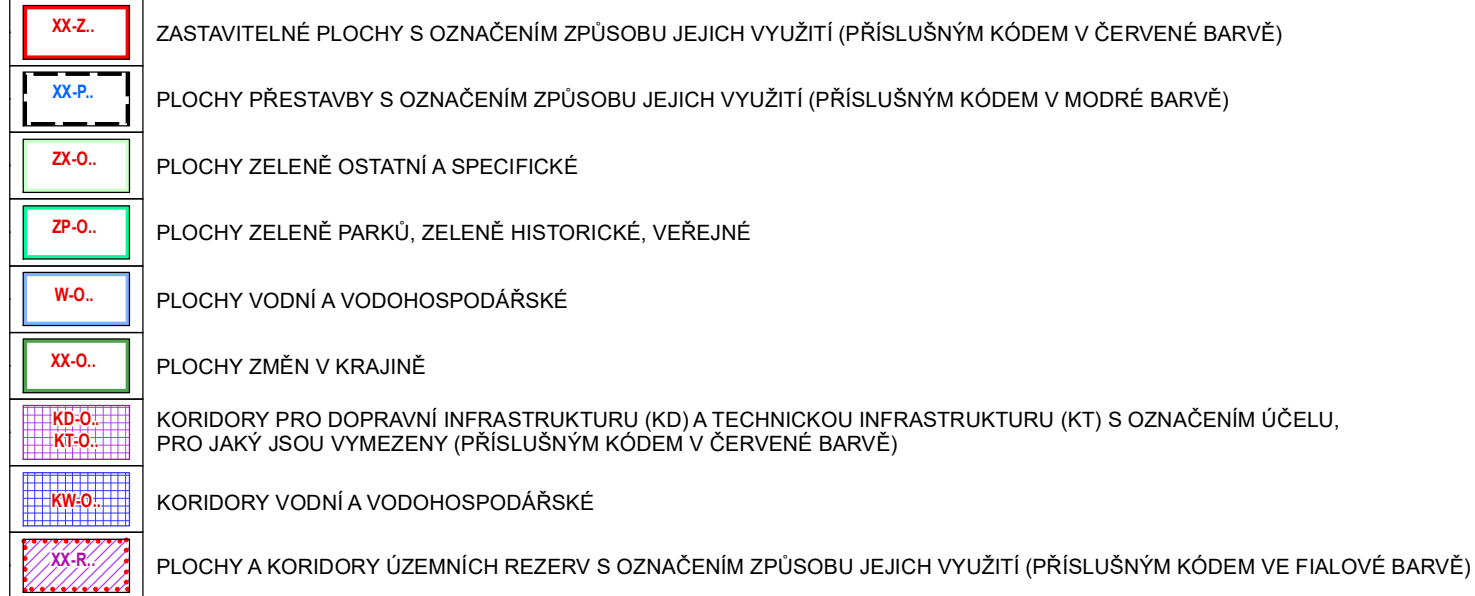 XX-Z.. ZASTAVITELNÉ PLOCHY S OZNAČENÍM ZPŮSOBU JEJICH VYUŽITÍ (PŘÍSLUŠNÝM KÓDEM V ČERVENÉ BARVĚ)
XX-P.. PLOCHY PŘESTAVBY S OZNAČENÍM ZPŮSOBU JEJICH VYUŽITÍ (PŘÍSLUŠNÝM KÓDEM V MODRÉ BARVĚ)
ZX-O.. PLOCHY ZELENĚ OSTATNÍ A SPECIFICKÉ
ZP-O.. PLOCHY ZELENĚ PARKŮ, ZELENĚ HISTORICKÉ, VEŘEJNÉ
W-O.. PLOCHY VODNÍ A VODOHOSPODÁŘSKÉ
XX-O.. PLOCHY ZMĚN V KRAJINĚ
KD-O.. KORIDORY PRO DOPRAVNÍ INFRASTRUKTURU (KD) A TECHNICKOU INFRASTRUKTURU (KT) S OZNAČENÍM ÚČELU,
KT-O.. PRO JAKÝ JSOU VYMEZENY (PŘÍSLUŠNÝM KÓDEM V ČERVENÉ BARVĚ)
KW-O.. KORIDORY VODNÍ A VODOHOSPODÁŘSKÉ
XX-R.. PLOCHY A KORIDORY ÚZEMNÍCH REZERV S OZNAČENÍM ZPŮSOBU JEJICH VYUŽITÍ (PŘÍSLUŠNÝM KÓDEM VE FIALOVÉ BARVĚ)